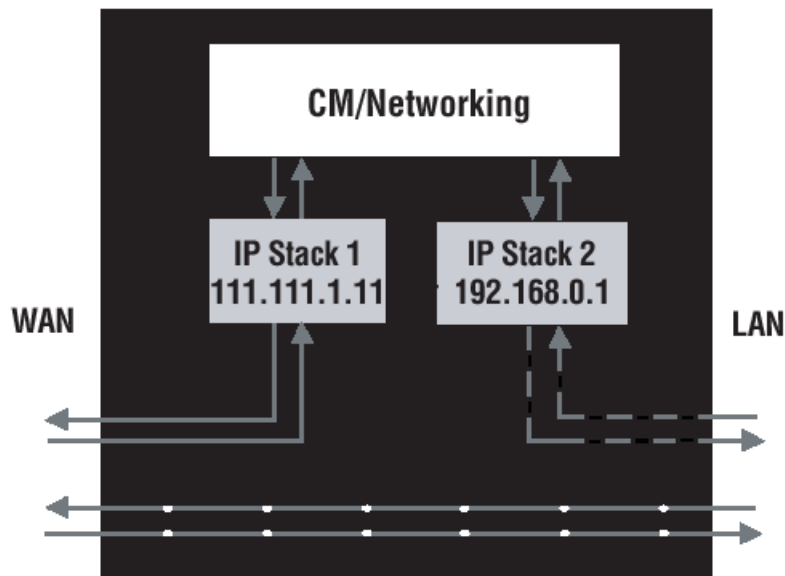 CM/Networking
IP Stack 1
111.111.1.11
IP Stack 2
192.168.0.1
WAN
LAN